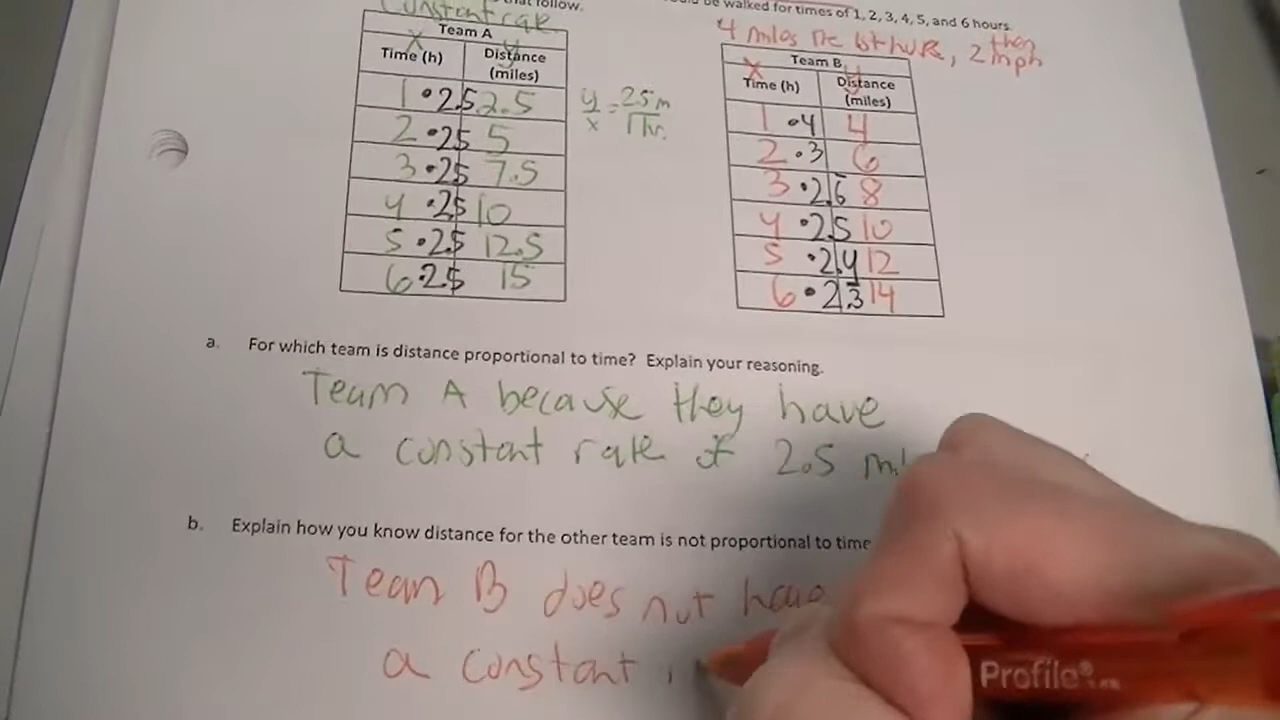 that follow.
be walked for times of 1, 2, 3, 4, 5, and 6 hours.
Constant rate
4 miles the 1st hour, then 2 mph
Team A
x y
Time (h) Distance (miles)
1 •2.5 2.5
2 •2.5 5
3 •2.5 7.5
4 •2.5 10
5 •2.5 12.5
6 •2.5 15
y/x = 2.5m/1hr.
Team B
x y
Time (h) Distance (miles)
1 •4 4
2 •3 6
3 •2.6 8
4 •2.5 10
5 •2.4 12
6 •2.3 14
a. For which team is distance proportional to time? Explain your reasoning.
Team A because they have
a constant rate of 2.5
b. Explain how you know distance for the other team is not proportional to time
Team B does not have
a constant
Profile